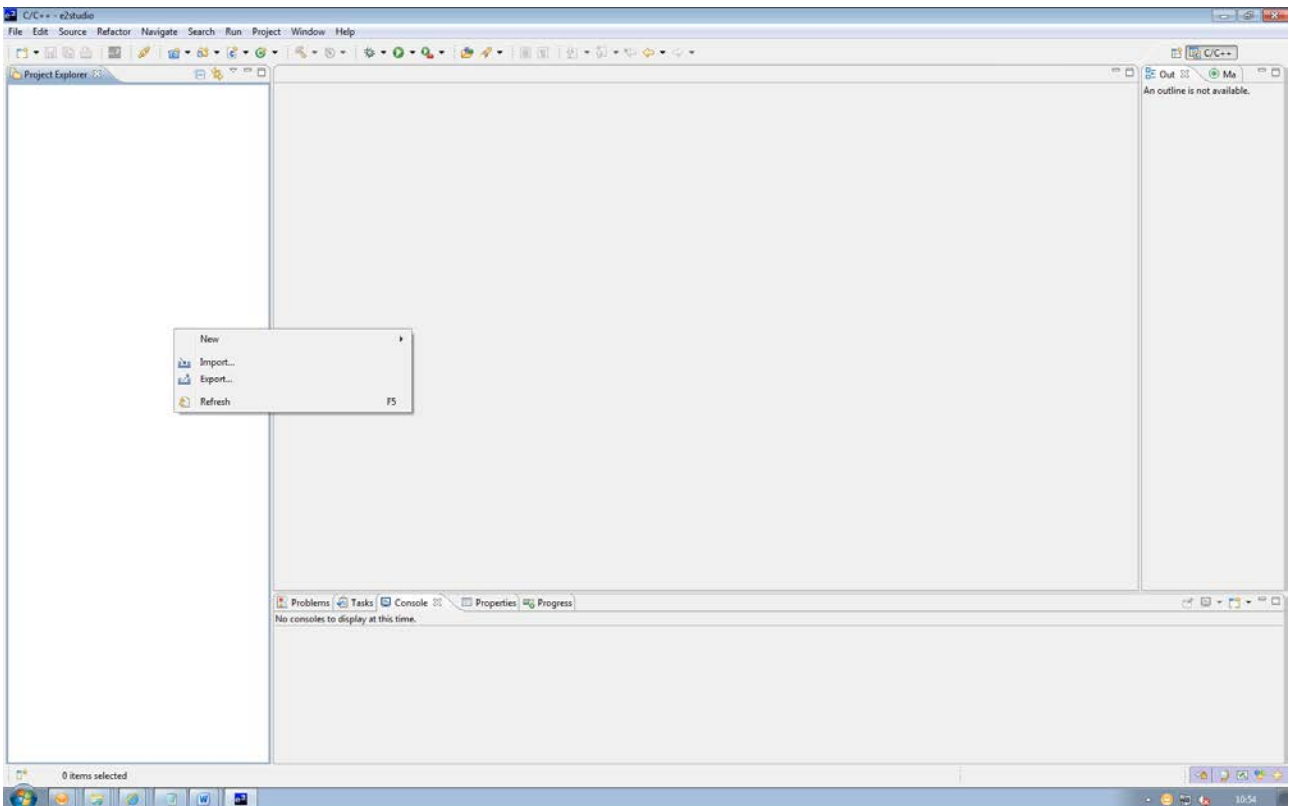 C/C++ - e2studio
File Edit Source Refactor Navigate Search Run Project Window Help
C/C++
Project Explorer
Out Ma
An outline is not available.
New
Import...
Export...
Refresh F5
Problems Tasks Console Properties Progress
No consoles to display at this time.
0 items selected
10:54